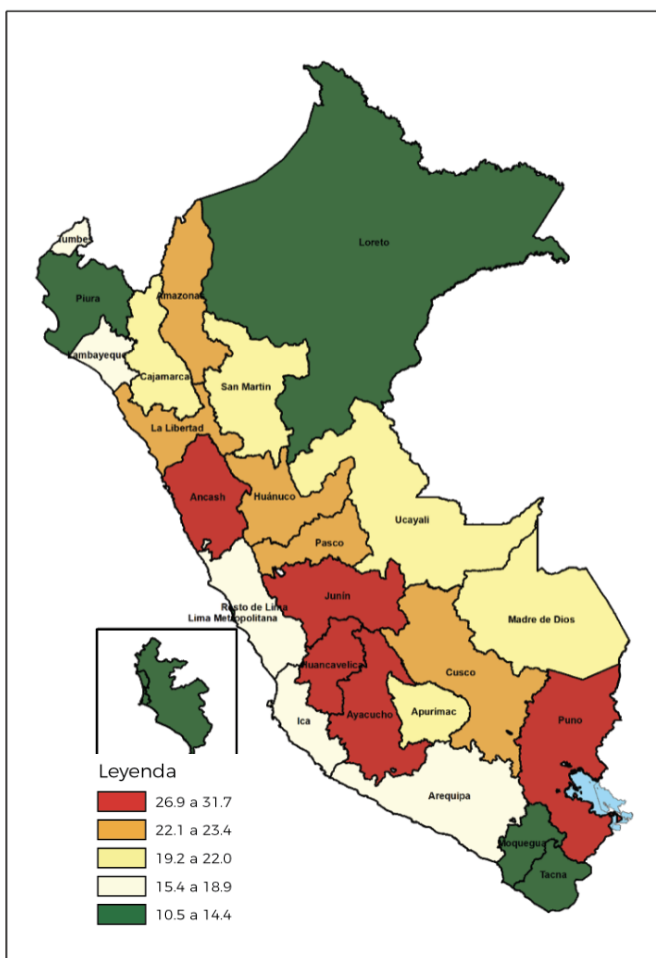 Loreto
Tumbes
Piura
Amazonas
Lambayeque
Cajamarca
San Martín
La Libertad
Ancash
Huánuco
Ucayali
Pasco
Junín
Resto de Lima
Lima Metropolitana
Madre de Dios
Huancavelica
Cusco
Ica
Ayacucho
Apurímac
Puno
Arequipa
Moquegua
Tacna
Leyenda
26.9 a 31.7
22.1 a 23.4
19.2 a 22.0
15.4 a 18.9
10.5 a 14.4